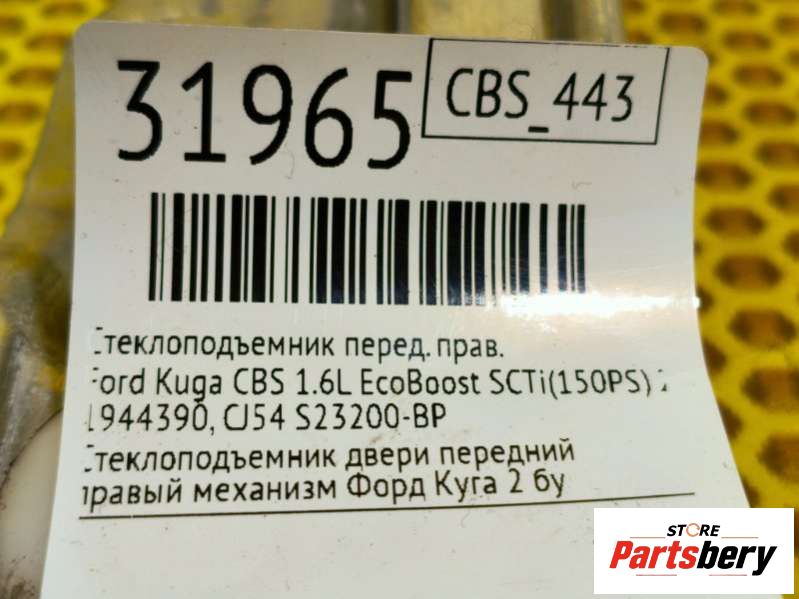 31965
CBS_443
Стеклоподъемник перед. прав.
Ford Kuga CBS 1.6L EcoBoost SCTi(150PS)
1944390, CJ54 S23200-BP
Стеклоподъемник двери передний
правый механизм Форд Куга 2 бу
STORE
Partsbery